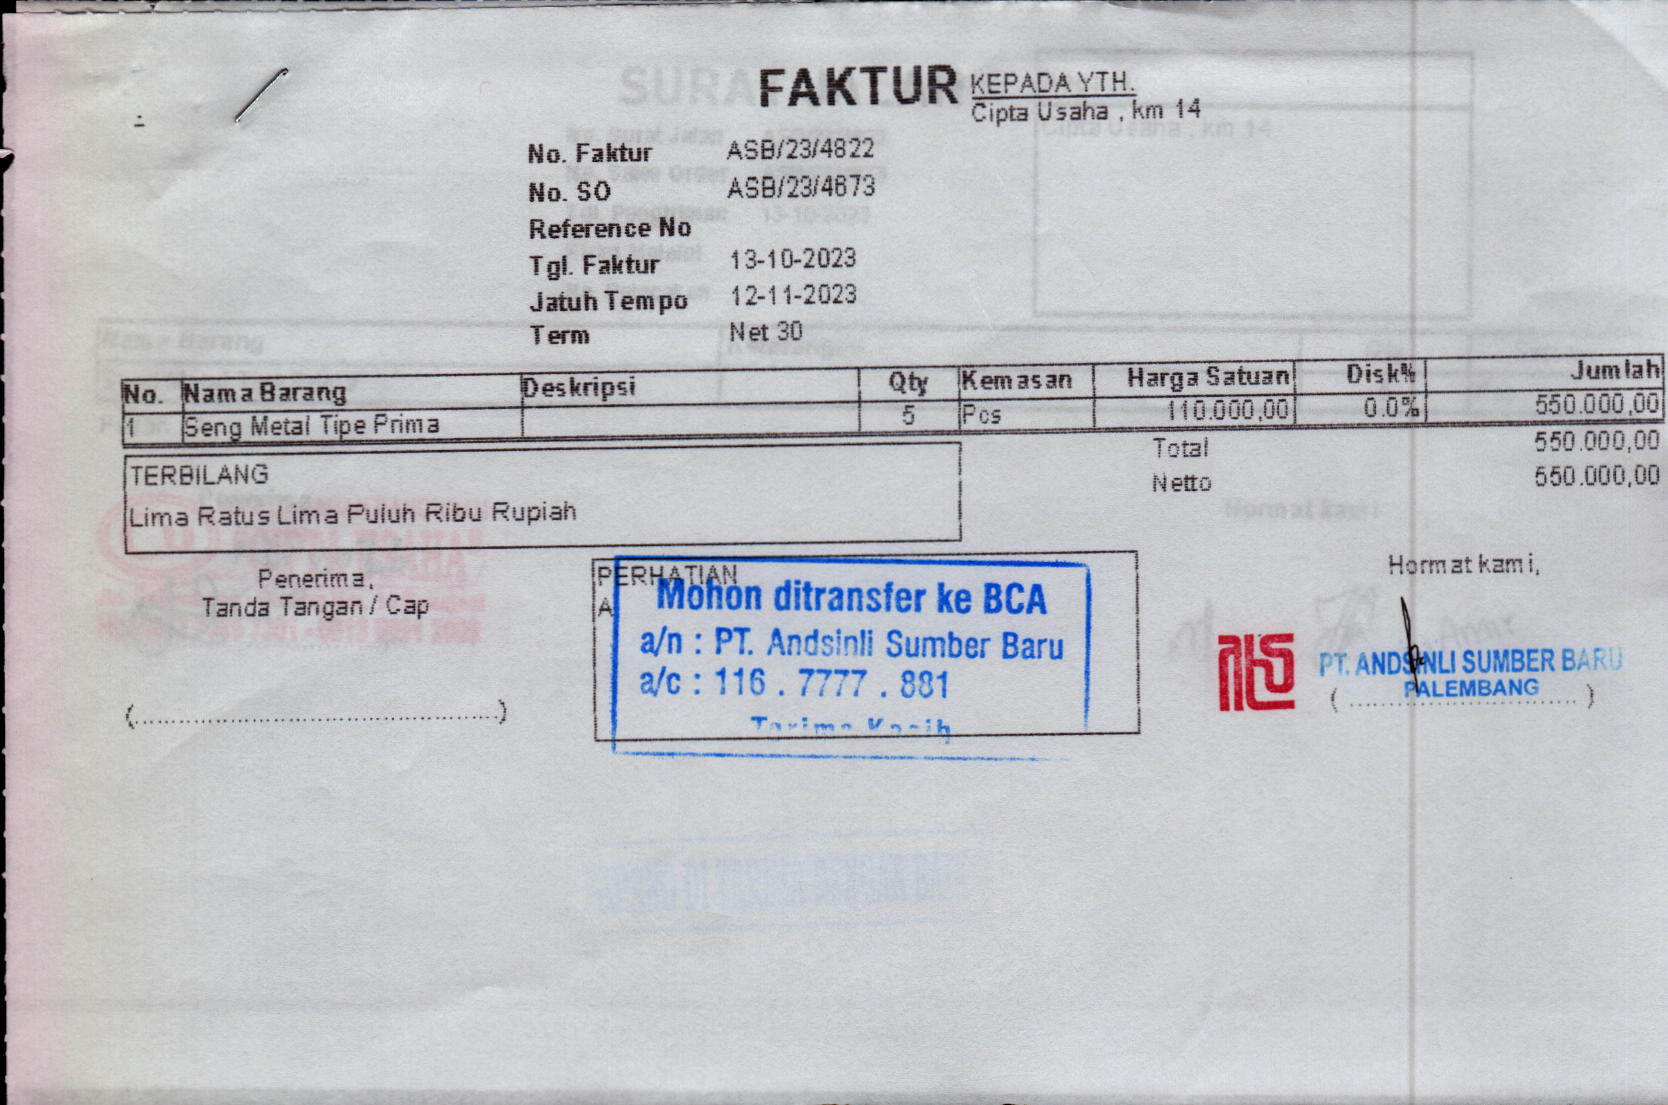 FAKTUR
KEPADA YTH.
Cipta Usaha , km 14
No. Faktur ASB/23/4822
No. SO ASB/23/4673
Reference No
Tgl. Faktur 13-10-2023
Jatuh Tempo 12-11-2023
Term Net 30
No. Nama Barang Deskripsi Qty Kemasan Harga Satuan Disk% Jumlah
1 Seng Metal Tipe Prima 5 Pcs 110.000,00 0.0% 550.000,00
Total 550.000,00
Netto 550.000,00
TERBILANG
Lima Ratus Lima Puluh Ribu Rupiah
Penerima,
Tanda Tangan / Cap
(..........)
PERHATIAN
A
Mohon ditransfer ke BCA
a/n : PT. Andsinli Sumber Baru
a/c : 116 . 7777 . 881
Terima Kasih
Hormat kami,
PT. ANDSINLI SUMBER BARU
PALEMBANG
(..........)